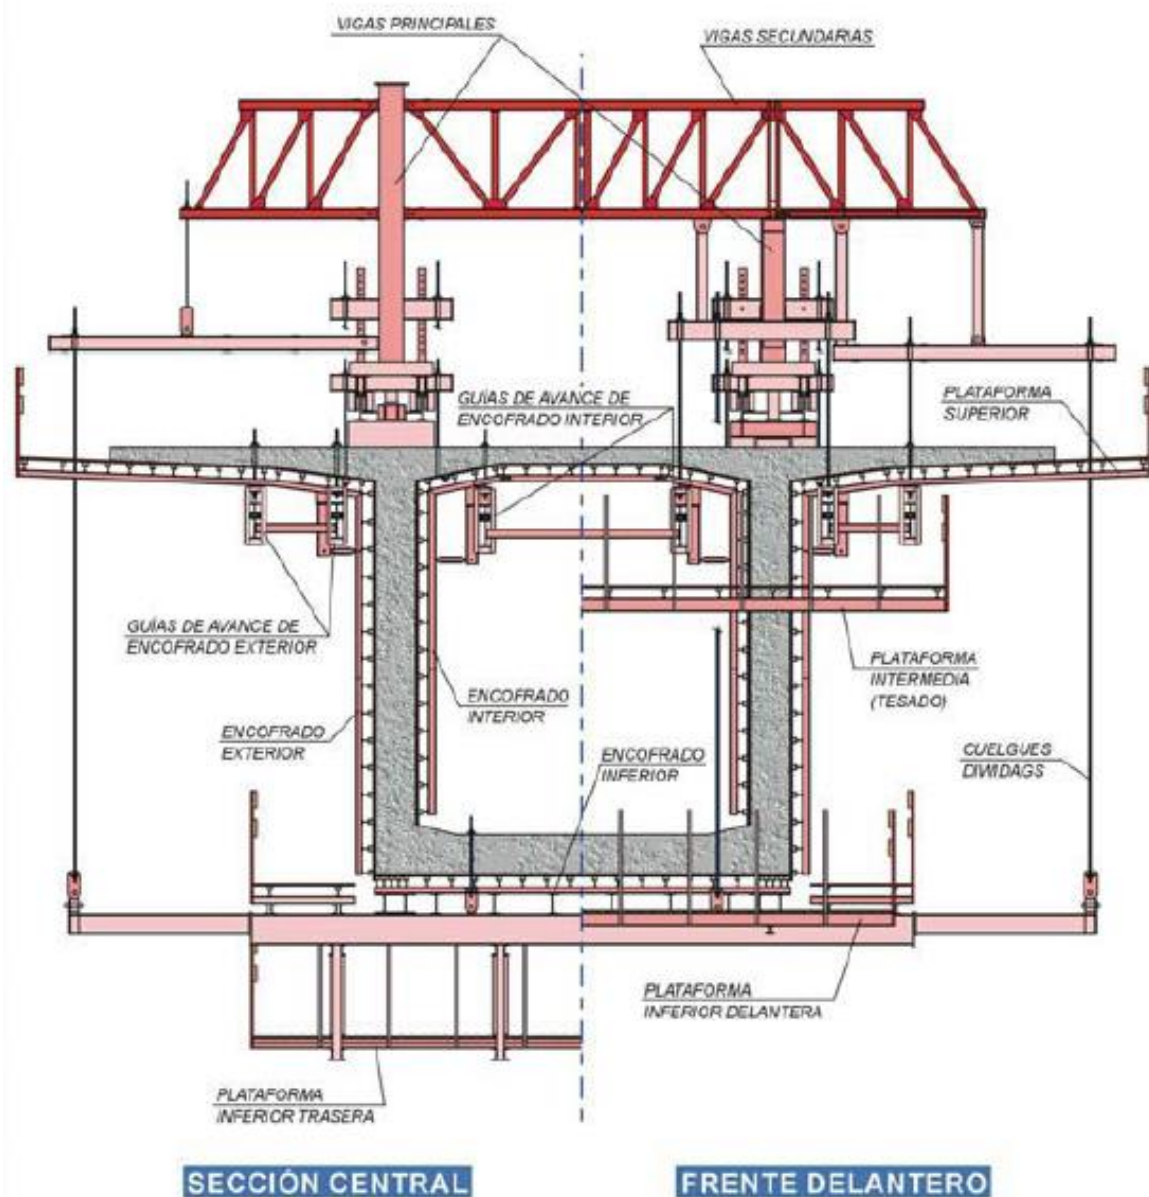 VIGAS PRINCIPALES
VIGAS SECUNDARIAS
GUÍAS DE AVANCE DE
ENCOFRADO INTERIOR
PLATAFORMA
SUPERIOR
GUÍAS DE AVANCE DE
ENCOFRADO EXTERIOR
PLATAFORMA
INTERMEDIA
(TESADO)
ENCOFRADO
INTERIOR
ENCOFRADO
EXTERIOR
ENCOFRADO
INFERIOR
CUELGUES
DIWIDAGS
PLATAFORMA
INFERIOR DELANTERA
PLATAFORMA
INFERIOR TRASERA
SECCIÓN CENTRAL
FRENTE DELANTERO